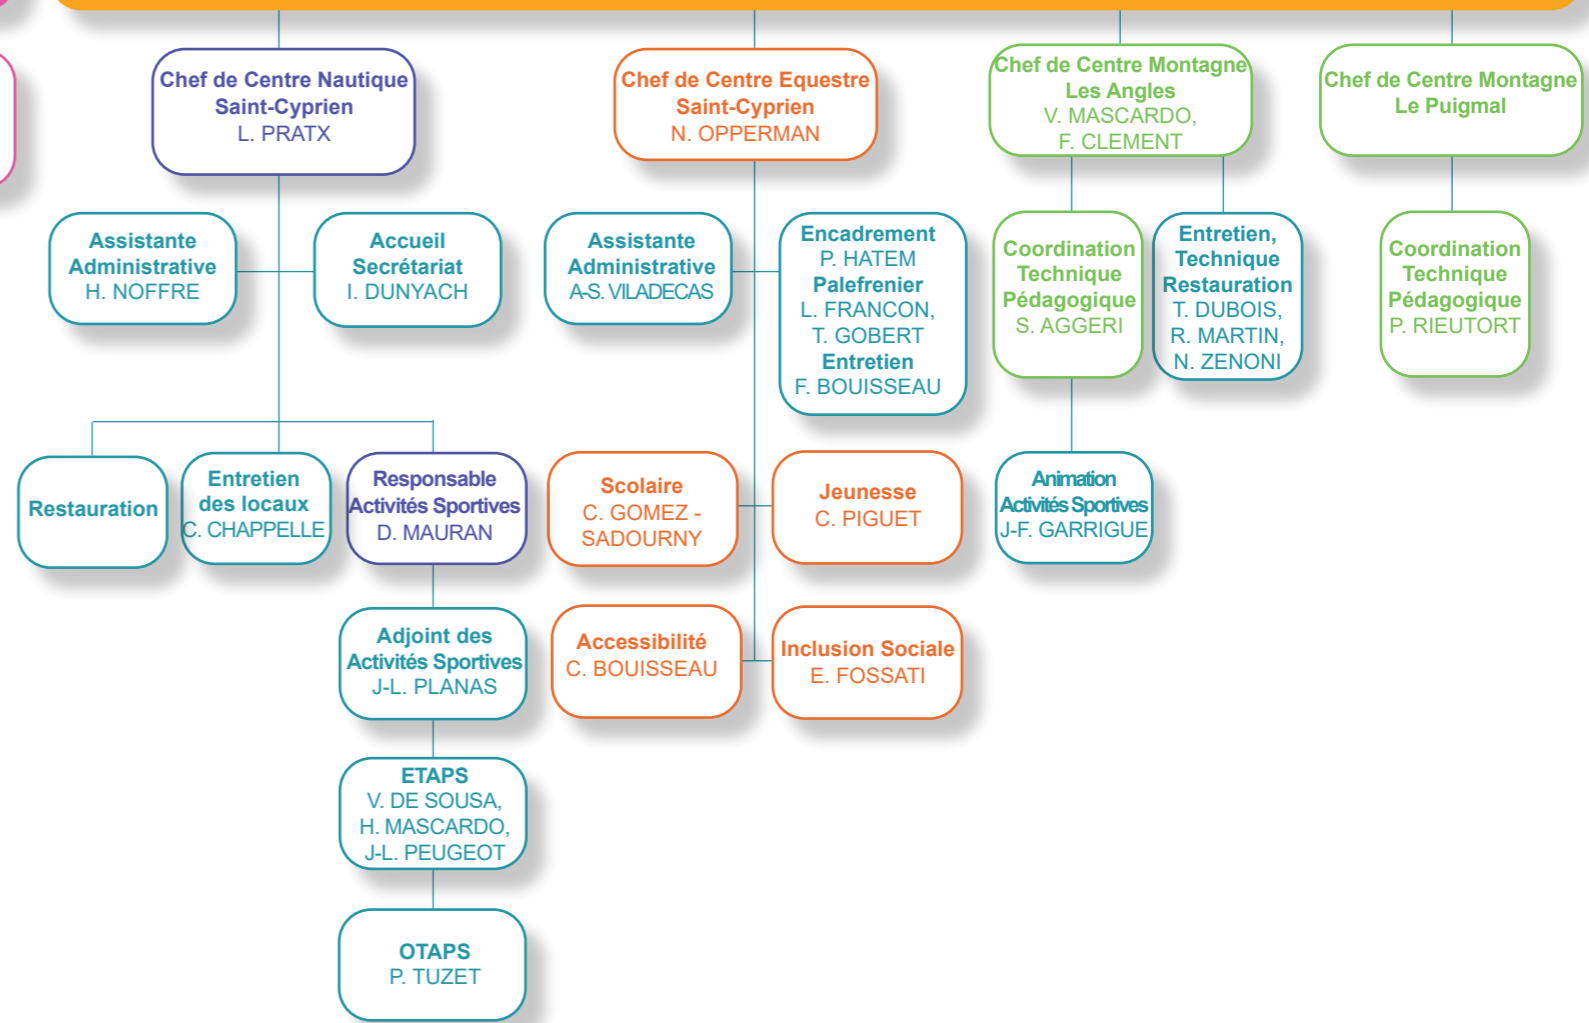 Chef de Centre Nautique
Saint-Cyprien
L. PRATX
Chef de Centre Equestre
Saint-Cyprien
N. OPPERMAN
Chef de Centre Montagne
Les Angles
V. MASCARDO,
F. CLEMENT
Chef de Centre Montagne
Le Puigmal
Assistante
Administrative
H. NOFFRE
Accueil
Secrétariat
I. DUNYACH
Assistante
Administrative
A-S. VILADECAS
Encadrement
P. HATEM
Palefrenier
L. FRANCON,
T. GOBERT
Entretien
F. BOUISSEAU
Coordination
Technique
Pédagogique
S. AGGERI
Entretien,
Technique
Restauration
T. DUBOIS,
R. MARTIN,
N. ZENONI
Coordination
Technique
Pédagogique
P. RIEUTORT
Restauration
Entretien
des locaux
C. CHAPPELLE
Responsable
Activités Sportives
D. MAURAN
Scolaire
C. GOMEZ -
SADOURNY
Jeunesse
C. PIGUET
Animation
Activités Sportives
J-F. GARRIGUE
Adjoint des
Activités Sportives
J-L. PLANAS
Accessibilité
C. BOUISSEAU
Inclusion Sociale
E. FOSSATI
ETAPS
V. DE SOUSA,
H. MASCARDO,
J-L. PEUGEOT
OTAPS
P. TUZET